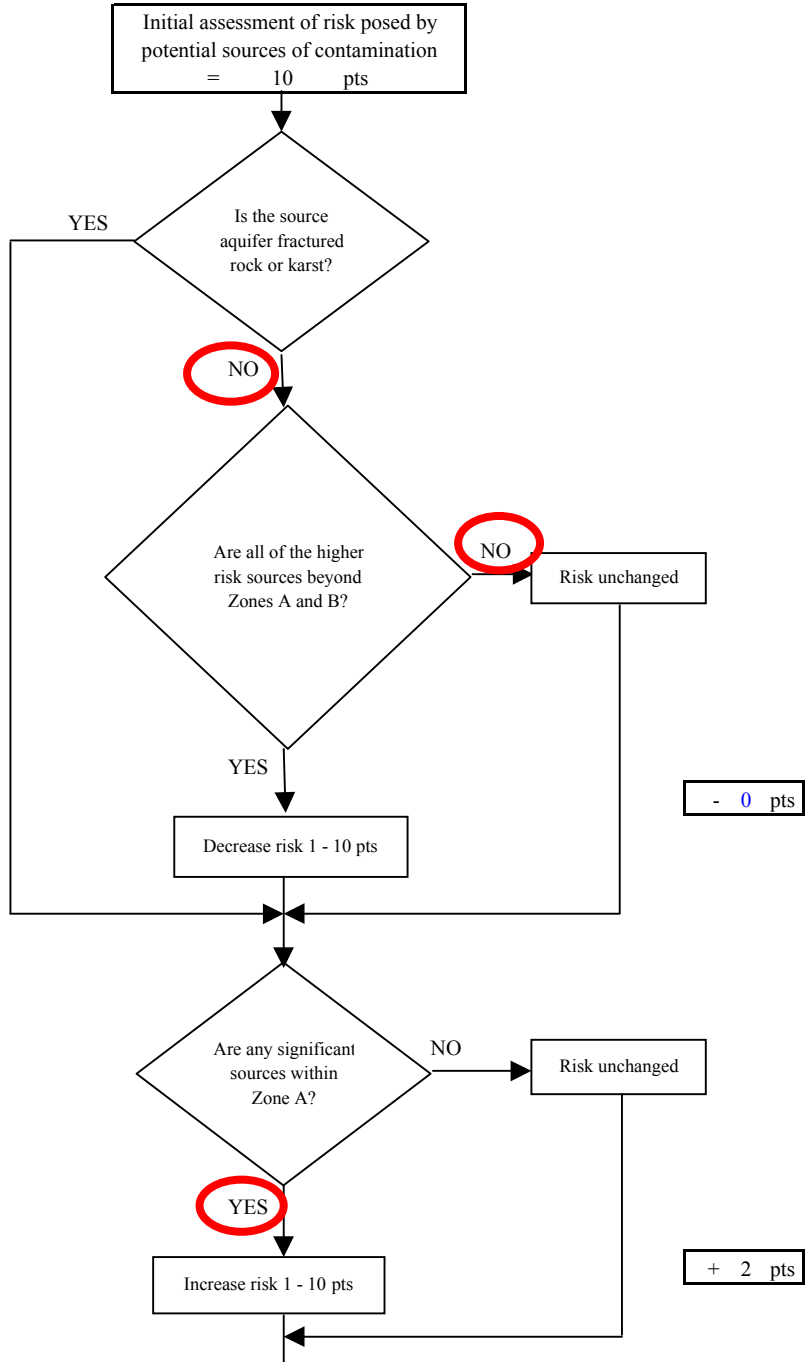 Initial assessment of risk posed by
potential sources of contamination
= 10 pts
YES
Is the source
aquifer fractured
rock or karst?
NO
Are all of the higher
risk sources beyond
Zones A and B?
NO
Risk unchanged
YES
- 0 pts
Decrease risk 1 - 10 pts
Are any significant
sources within
Zone A?
NO
Risk unchanged
YES
+ 2 pts
Increase risk 1 - 10 pts